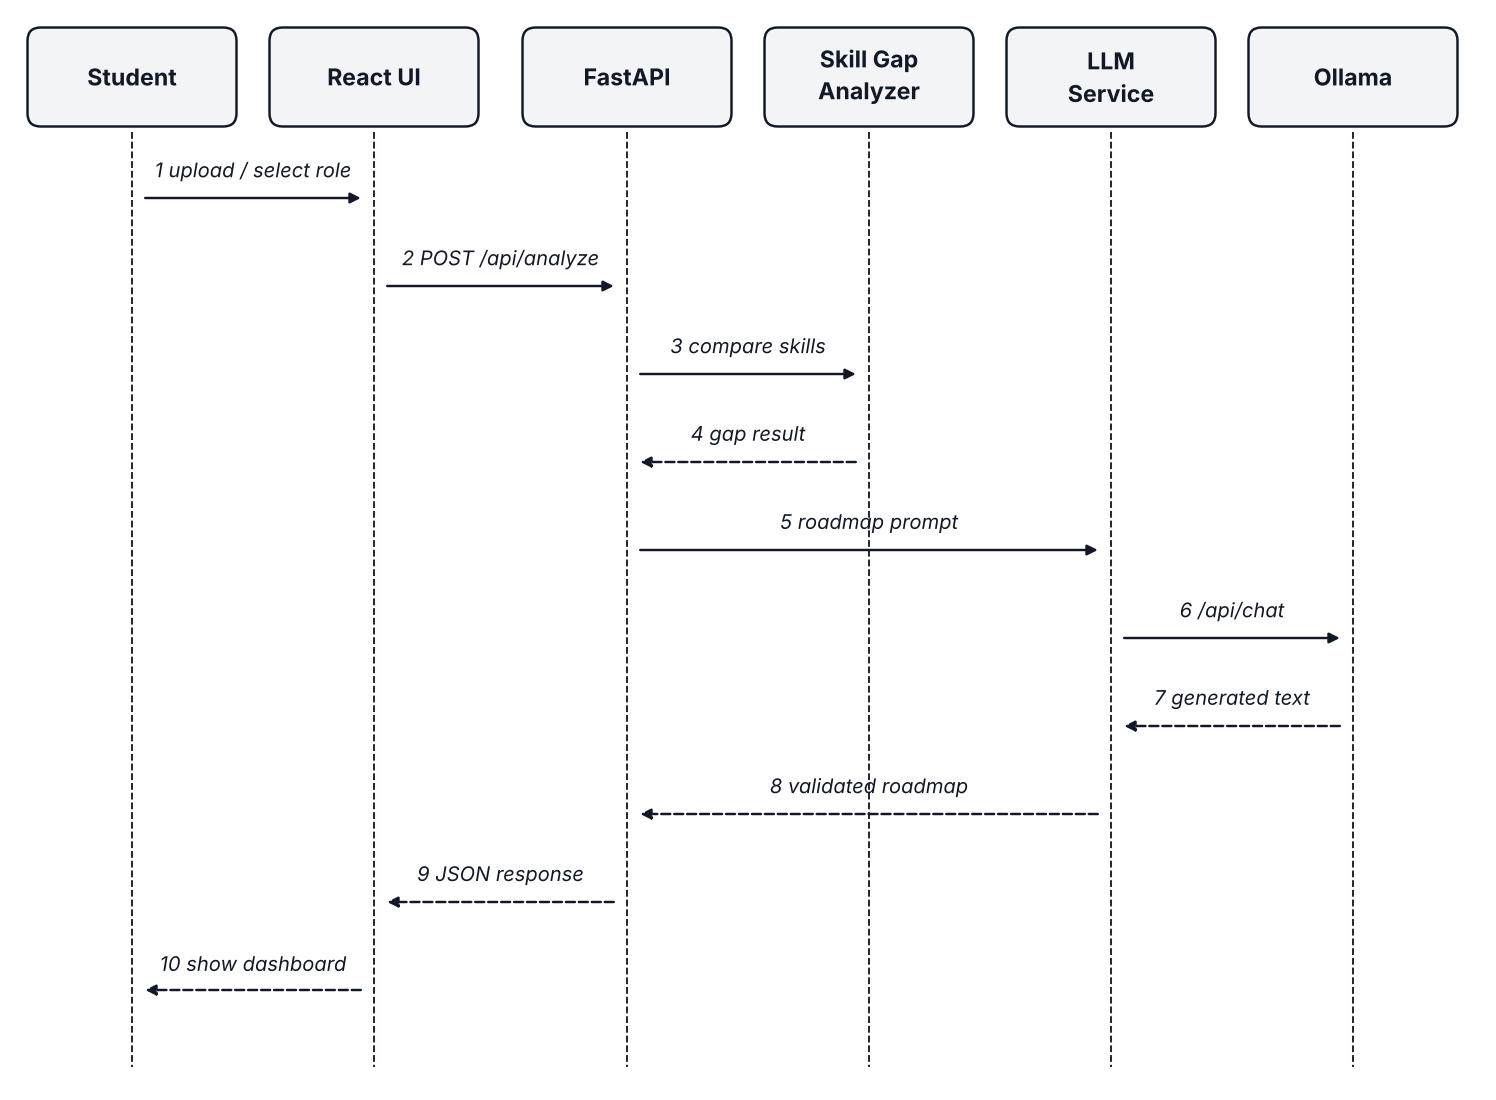 Student
React UI
FastAPI
Skill Gap
Analyzer
LLM
Service
Ollama
1 upload / select role
2 POST /api/analyze
3 compare skills
4 gap result
5 roadmap prompt
6 /api/chat
7 generated text
8 validated roadmap
9 JSON response
10 show dashboard